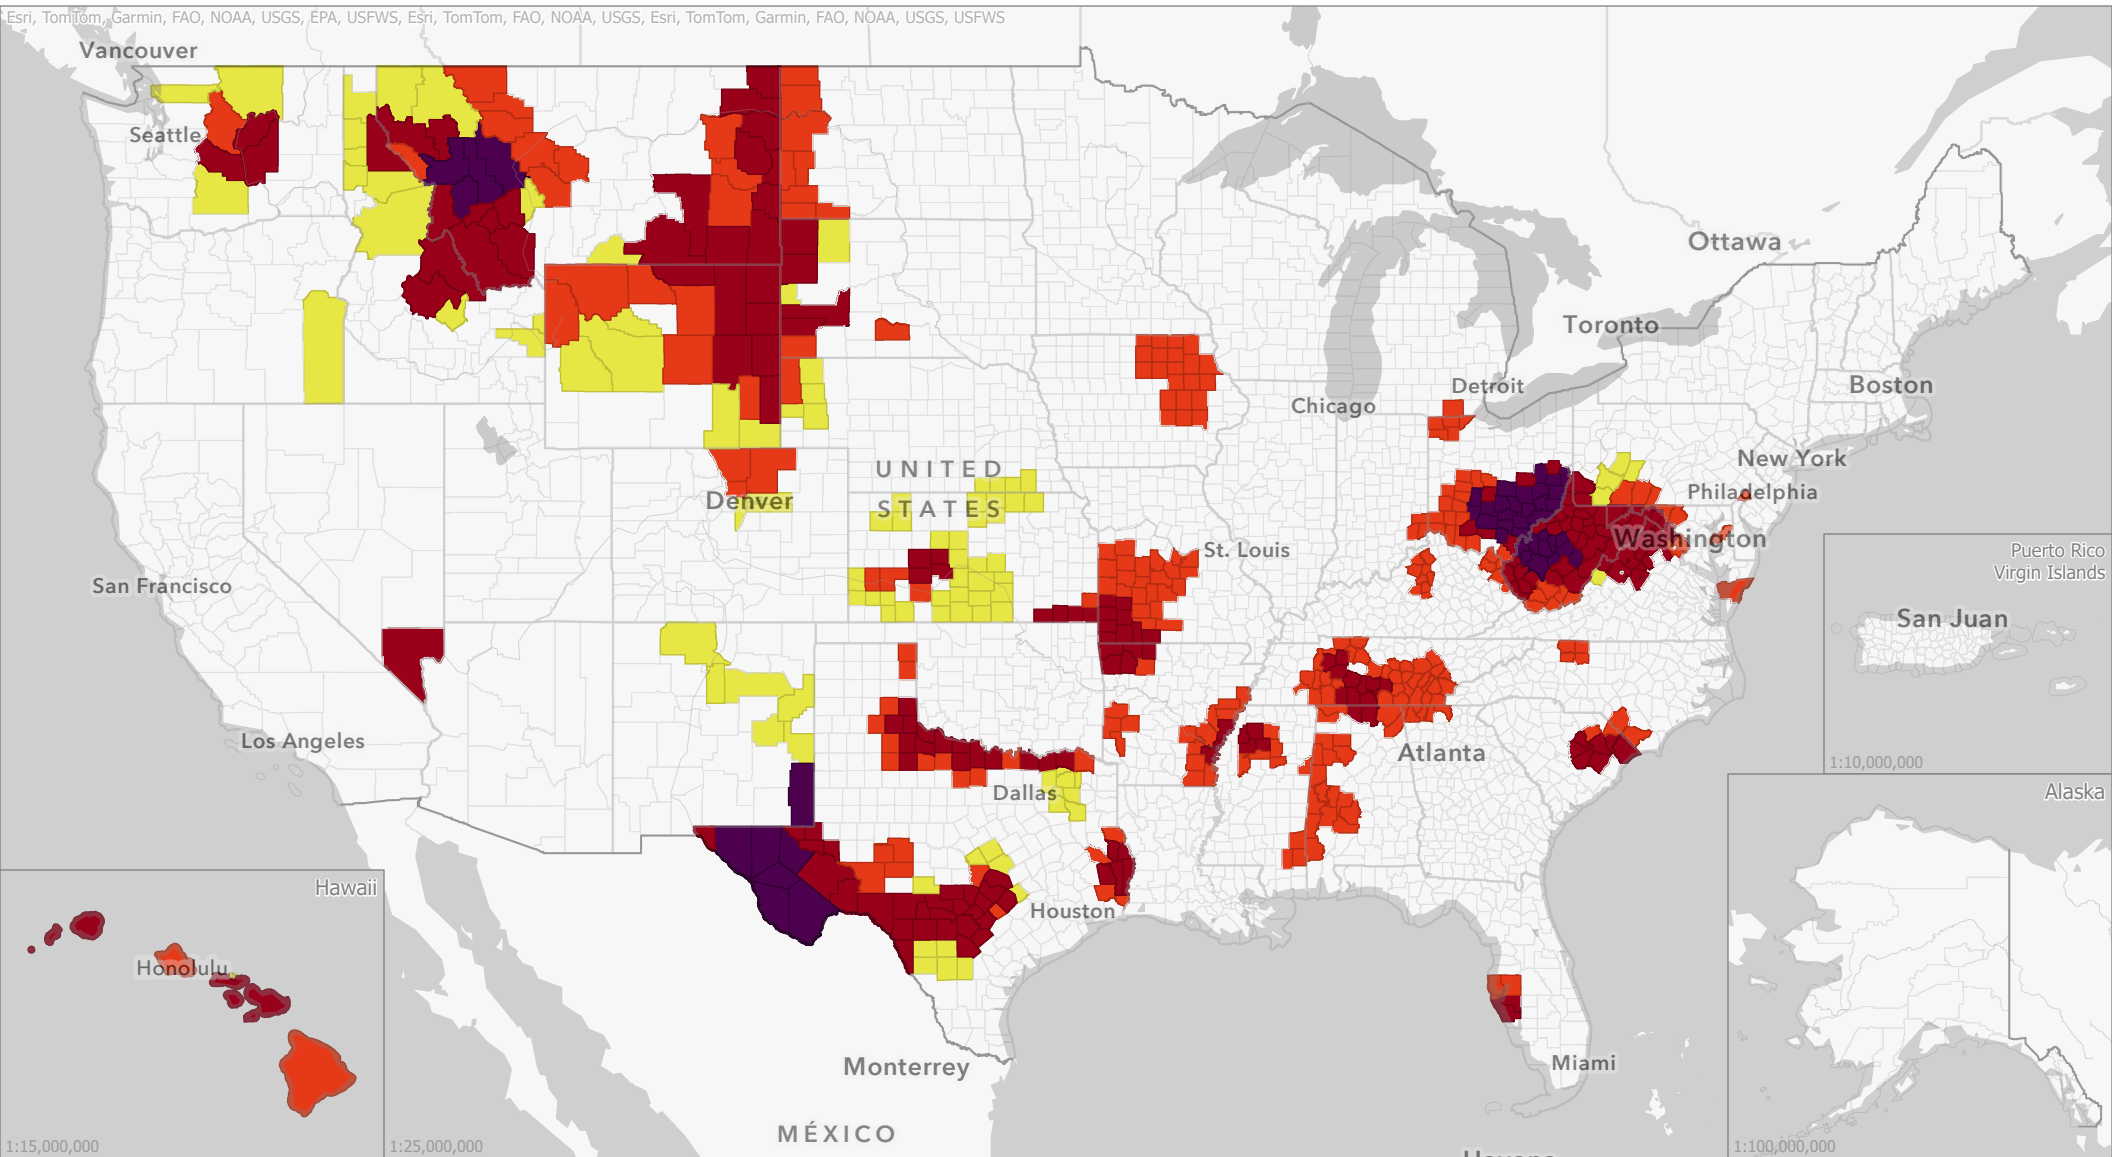 Esri, TomTom, Garmin, FAO, NOAA, USGS, EPA, USFWS, Esri, TomTom, FAO, NOAA, USGS, Esri, TomTom, Garmin, FAO, NOAA, USGS, USFWS
Vancouver
Seattle
Ottawa
Toronto
Detroit
Boston
Chicago
New York
UNITED
STATES
Denver
Philadelphia
Washington
St. Louis
San Francisco
Puerto Rico
Virgin Islands
San Juan
1:10,000,000
Los Angeles
Atlanta
Dallas
Alaska
Hawaii
Houston
Honolulu
Monterrey
Miami
MÉXICO
1:15,000,000
1:25,000,000
1:100,000,000